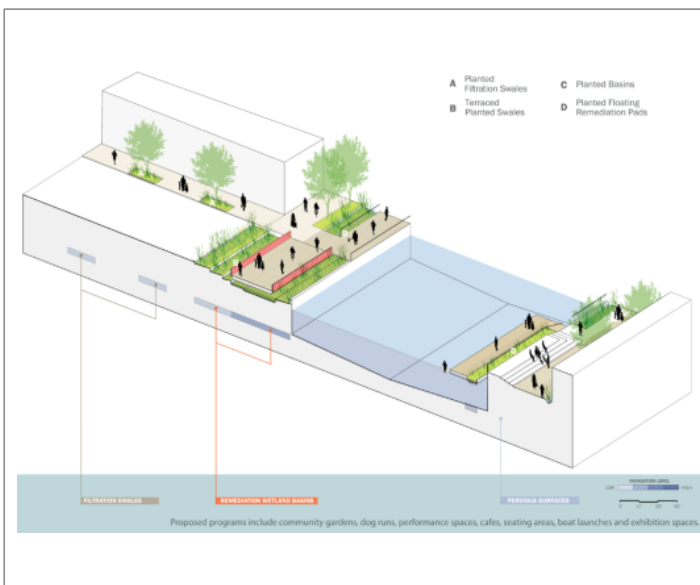 A Planted
Filtration Swales
B Terraced
Planted Swales
C Planted Basins
D Planted Floating
Remediation Pads
FILTRATION SWALES
REMEDIATION WETLAND BASINS
PERVIOUS SURFACES
LOW
HIGH
Proposed programs include community gardens, dog runs, performance spaces, cafes, seating areas, boat launches and exhibition spaces.